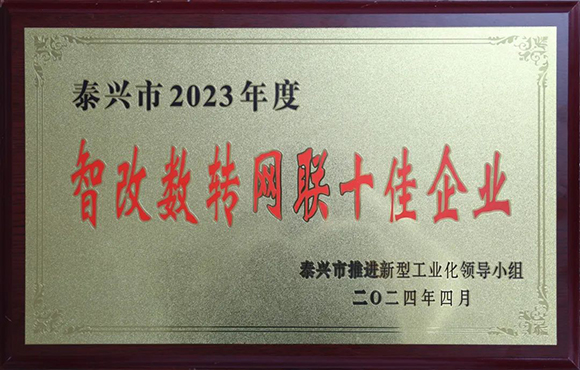 泰兴市2023年度
智改数转网联十佳企业
泰兴市推进新型工业化领导小组
二〇二四年四月